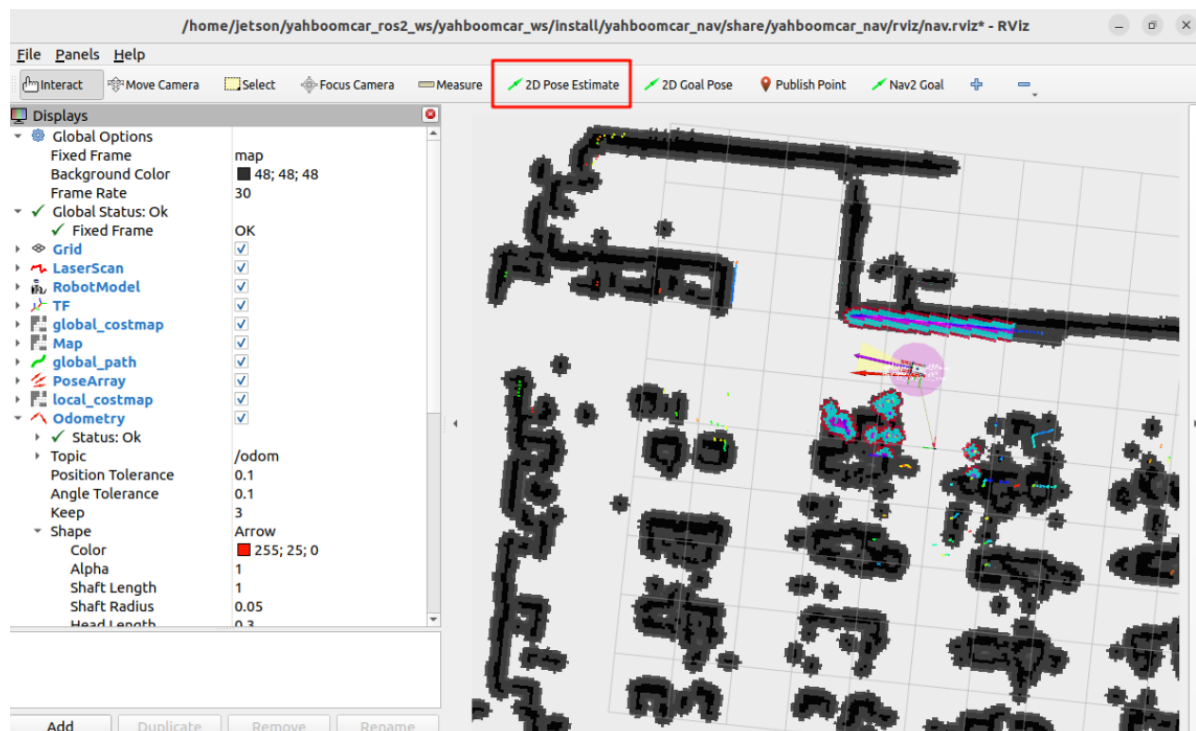 /home/jetson/yahboomcar_ros2_ws/yahboomcar_ws/install/yahboomcar_nav/share/yahboomcar_nav/rviz/nav.rviz* - RViz
File Panels Help
Interact Move Camera Select Focus Camera Measure 2D Pose Estimate 2D Goal Pose Publish Point Nav2 Goal
Displays
Global Options
Fixed Frame map
Background Color 48; 48; 48
Frame Rate 30
Global Status: Ok
Fixed Frame OK
Grid
LaserScan
RobotModel
TF
global_costmap
Map
global_path
PoseArray
local_costmap
Odometry
Status: Ok
Topic /odom
Position Tolerance 0.1
Angle Tolerance 0.1
Keep 3
Shape Arrow
Color 255; 25; 0
Alpha 1
Shaft Length 1
Shaft Radius 0.05
Head Length 0.3
Add Duplicate Remove Rename